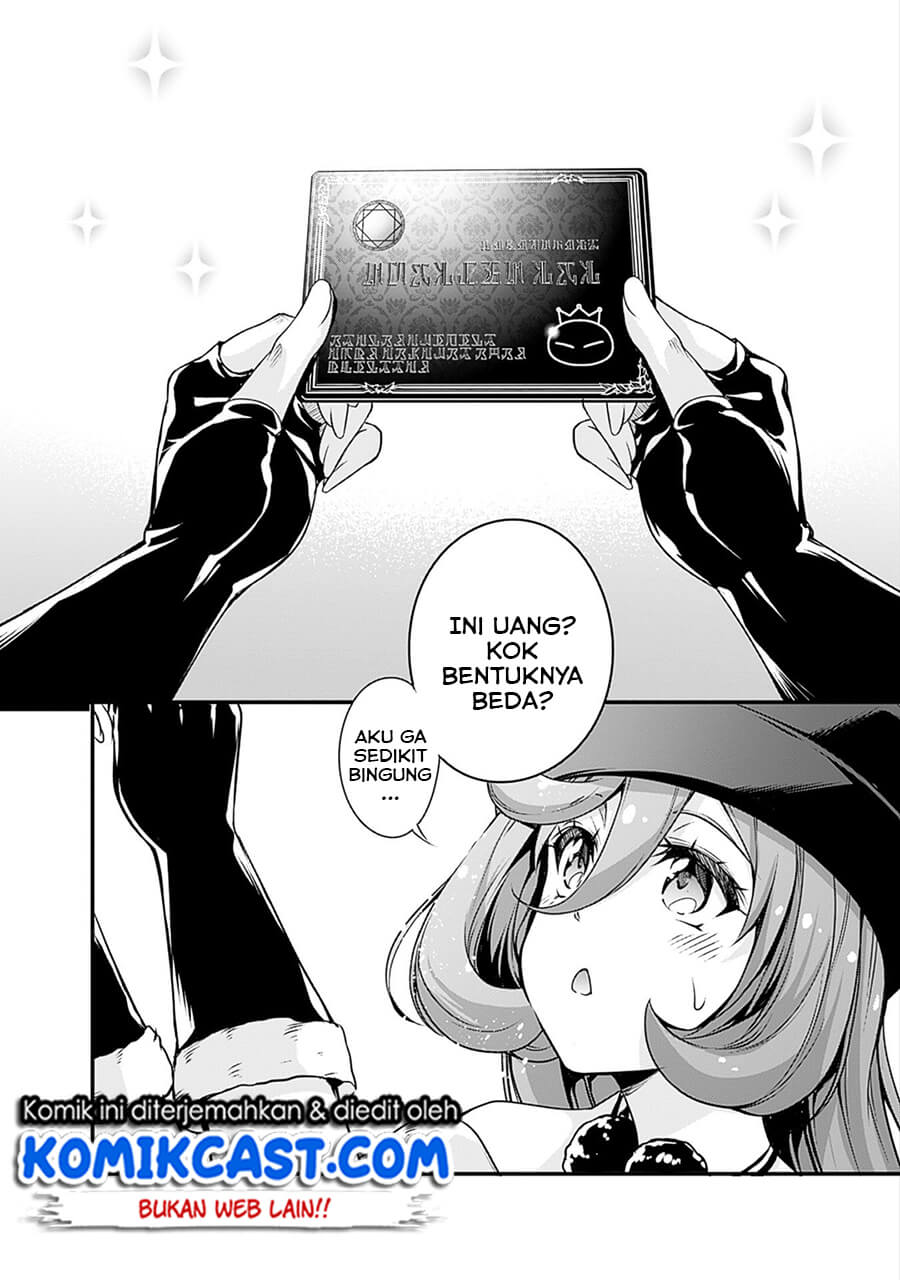 INI UANG?
KOK
BENTUKNYA
BEDA?
AKU GA
SEDIKIT
BINGUNG
...
Komik ini diterjemahkan & diedit oleh
KOMIKCAST.COM
BUKAN WEB LAIN!!